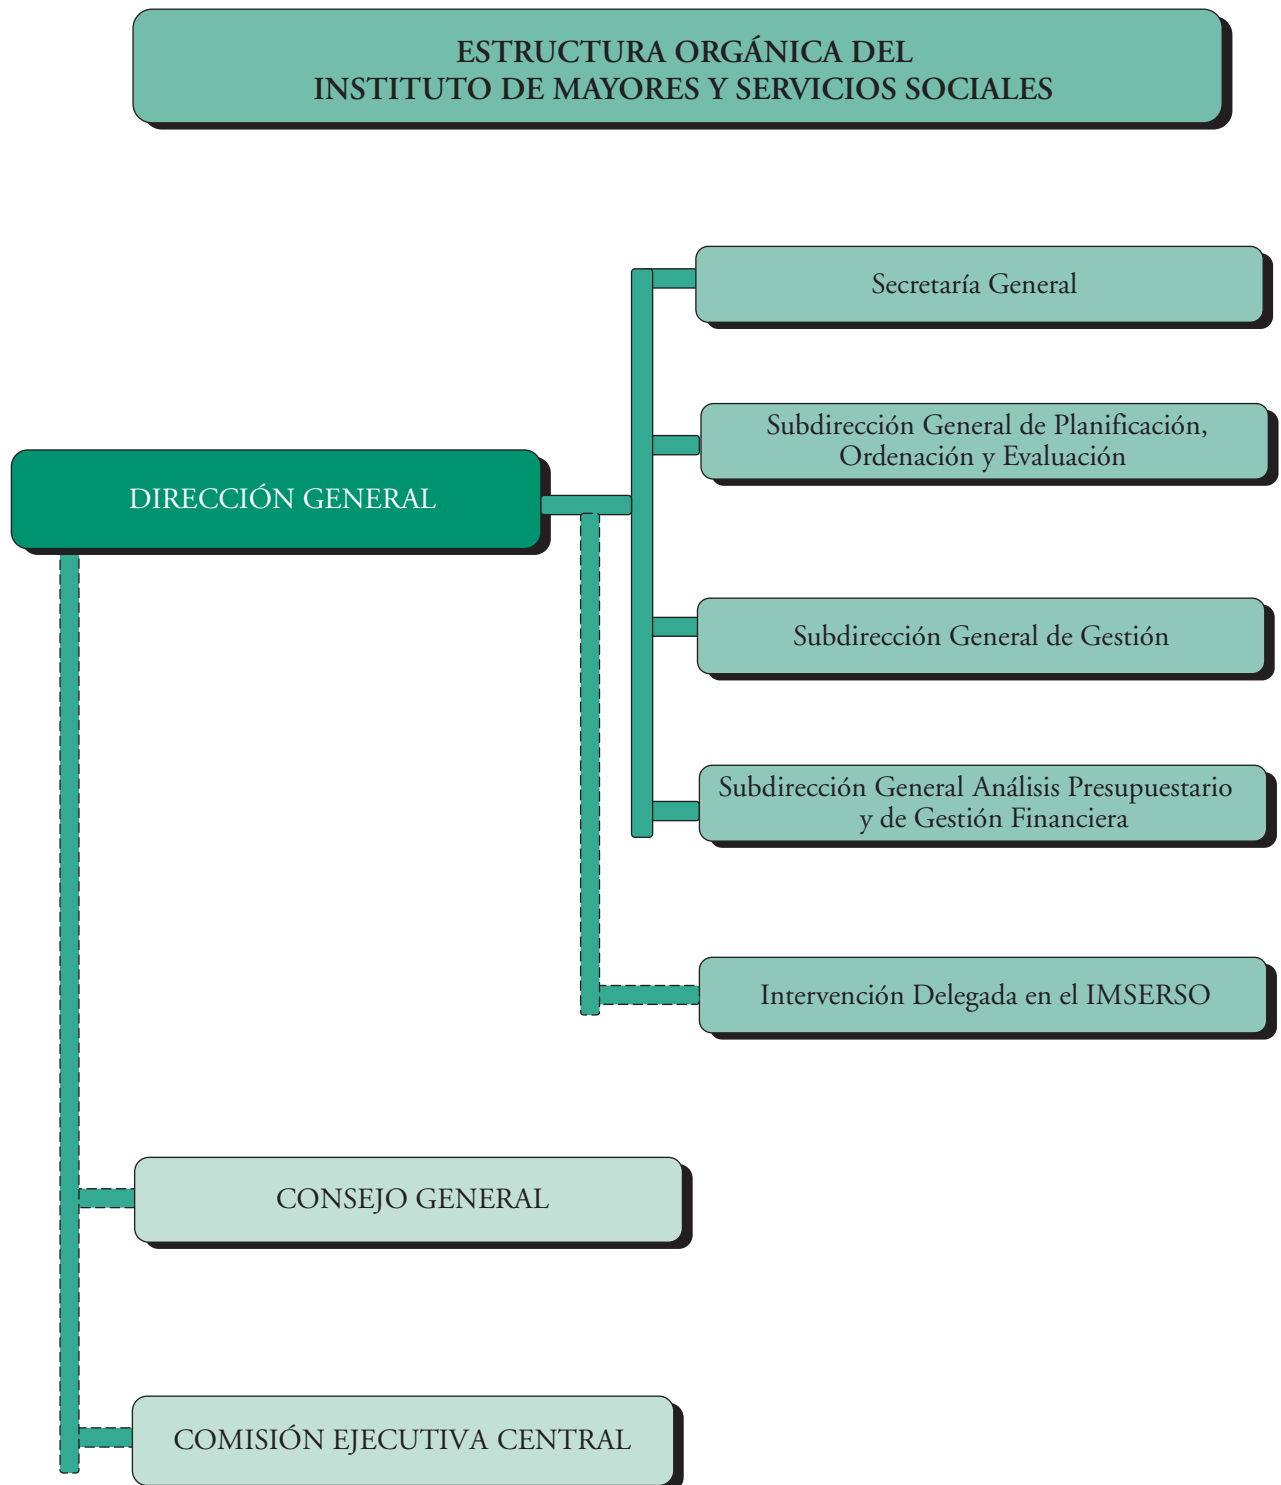 ESTRUCTURA ORGÁNICA DEL
INSTITUTO DE MAYORES Y SERVICIOS SOCIALES
Secretaría General
Subdirección General de Planificación,
Ordenación y Evaluación
DIRECCIÓN GENERAL
Subdirección General de Gestión
Subdirección General Análisis Presupuestario
y de Gestión Financiera
Intervención Delegada en el IMSERSO
CONSEJO GENERAL
COMISIÓN EJECUTIVA CENTRAL